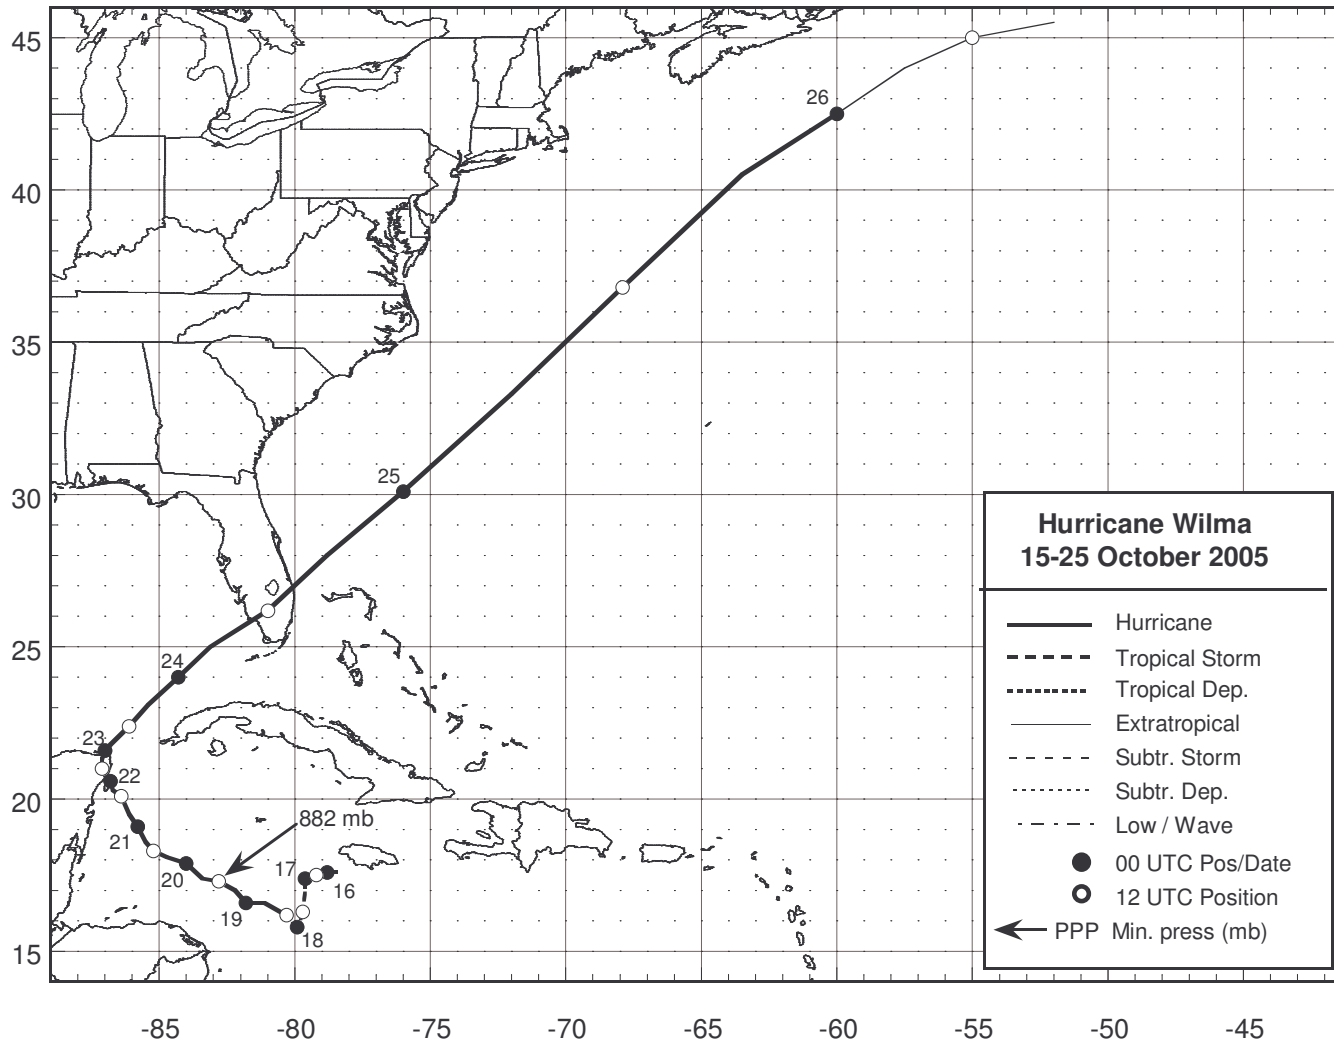 45
40
35
30
25
20
15
26
25
24
23
22
21
20
19
18
17
16
882 mb
Hurricane Wilma
15-25 October 2005
Hurricane
Tropical Storm
Tropical Dep.
Extratropical
Subtr. Storm
Subtr. Dep.
Low / Wave
00 UTC Pos/Date
12 UTC Position
PPP Min. press (mb)
-85 -80 -75 -70 -65 -60 -55 -50 -45